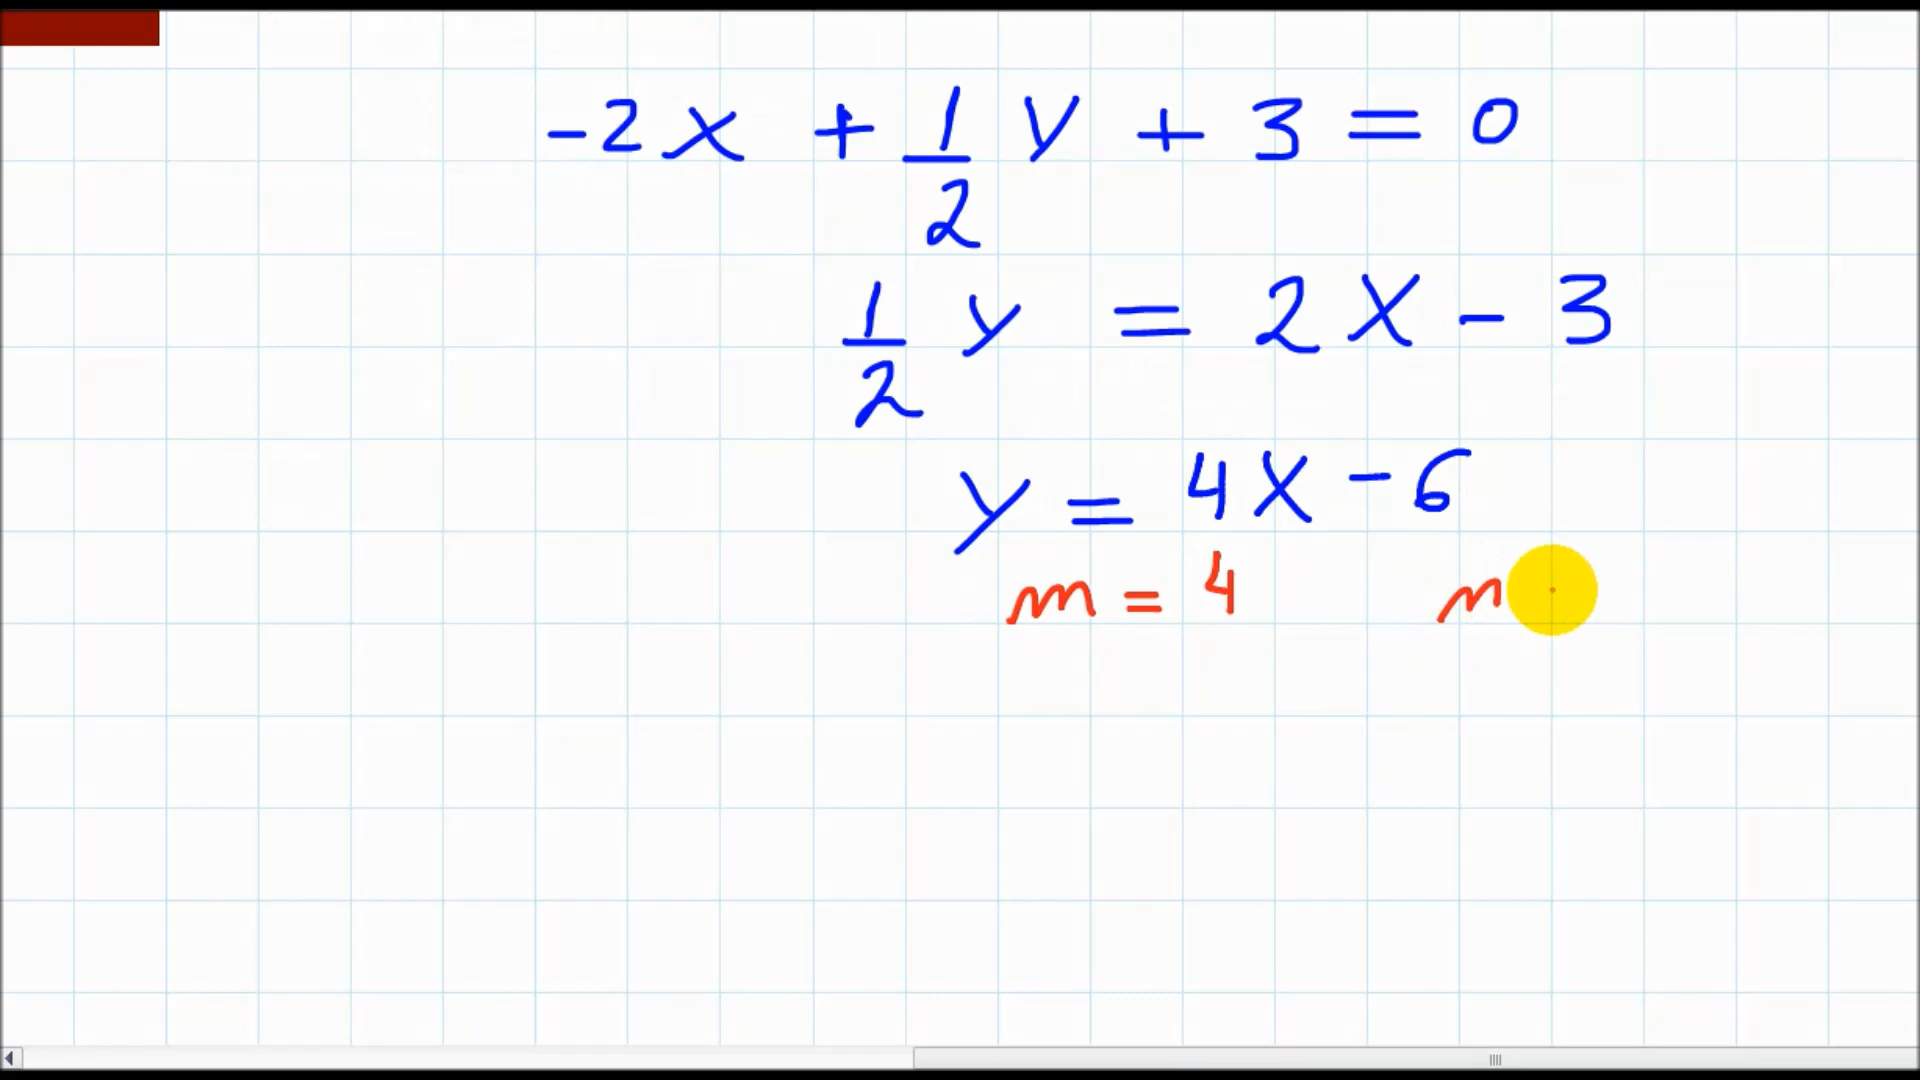 -2x + 1/2 y + 3 = 0
1/2 y = 2x - 3
y = 4x - 6
m = 4 m